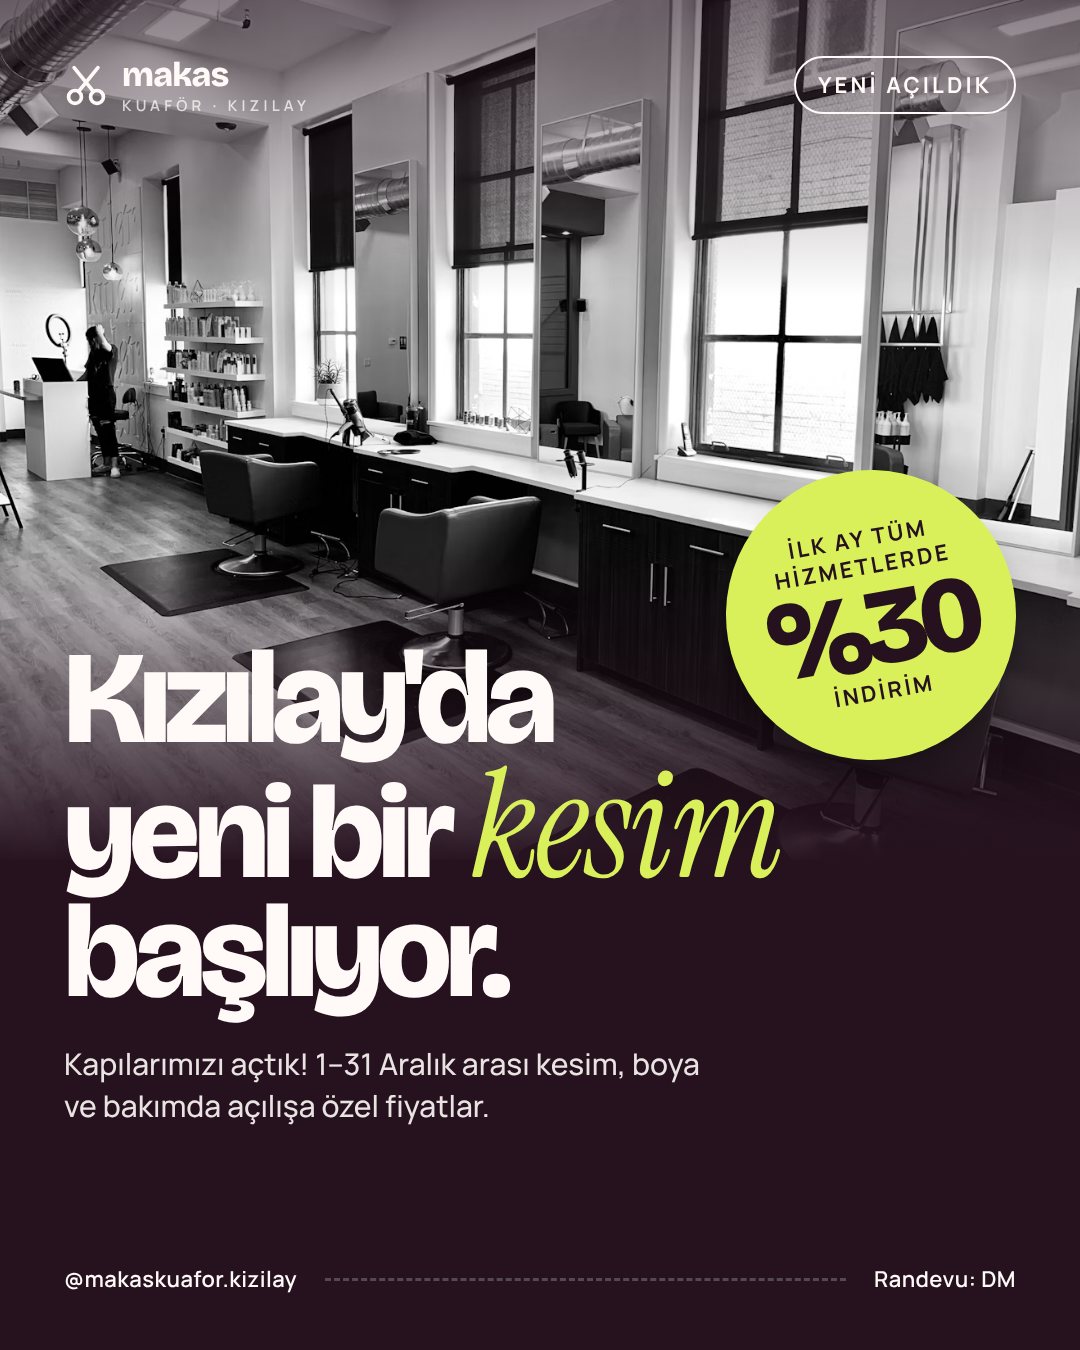 makas
KUAFÖR · KIZILAY
YENİ AÇILDIK
İLK AY TÜM
HİZMETLERDE
%30
İNDİRİM
Kızılay'da
yeni bir kesim
başlıyor.
Kapılarımızı açtık! 1–31 Aralık arası kesim, boya
ve bakımda açılışa özel fiyatlar.
@makaskuafor.kizilay
Randevu: DM